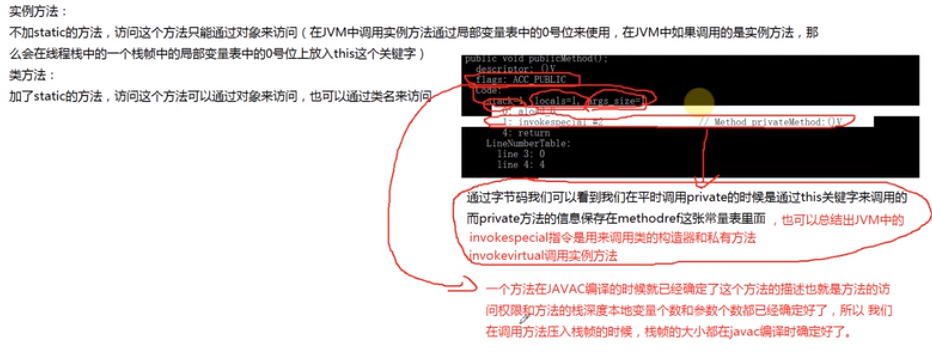 实例方法：
不加static的方法，访问这个方法只能通过对象来访问（在JVM中调用实例方法通过局部变量表中的0号位来使用，在JVM中如果调用的是实例方法，那
么会在线程栈中的一个栈帧中的局部变量表中的0号位上放入this这个关键字）
类方法：
加了static的方法，访问这个方法可以通过对象来访问，也可以通过类名来访问
public void publicMethod();
descriptor: ()V
flags: ACC_PUBLIC
Code:
stack=1, locals=1, args_size=1
0: aload_0
1: invokespecial #2 // Method privateMethod:()V
4: return
LineNumberTable:
line 3: 0
line 4: 4
通过字节码我们可以看到我们在平时调用private的时候是通过this关键字来调用的
而private方法的信息保存在methodref这张常量表里面，也可以总结出JVM中的
invokespecial指令是用来调用类的构造器和私有方法
invokevirtual调用实例方法
一个方法在JAVAC编译的时候就已经确定了这个方法的描述也就是方法的访
问权限和方法的栈深度本地变量个数和参数个数都已经确定好了，所以 我们
在调用方法压入栈帧的时候，栈帧的大小都在javac编译时确定好了。